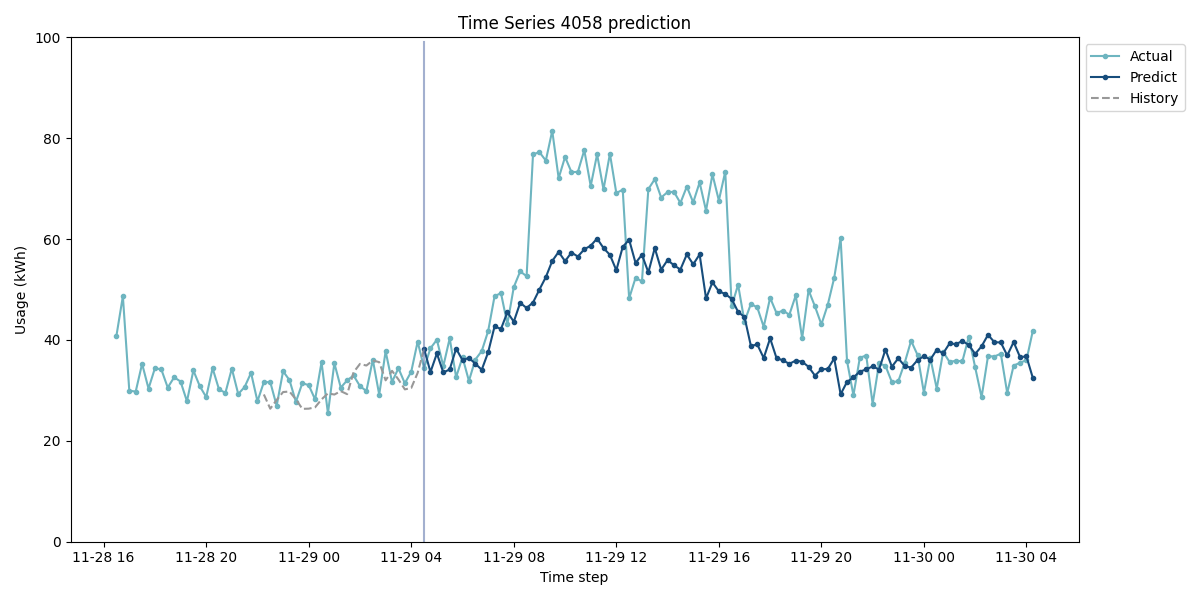 Time Series 4058 prediction
Usage (kWh)
100
80
60
40
20
0
11-28 16
11-28 20
11-29 00
11-29 04
11-29 08
11-29 12
11-29 16
11-29 20
11-30 00
11-30 04
Time step
Actual
Predict
History